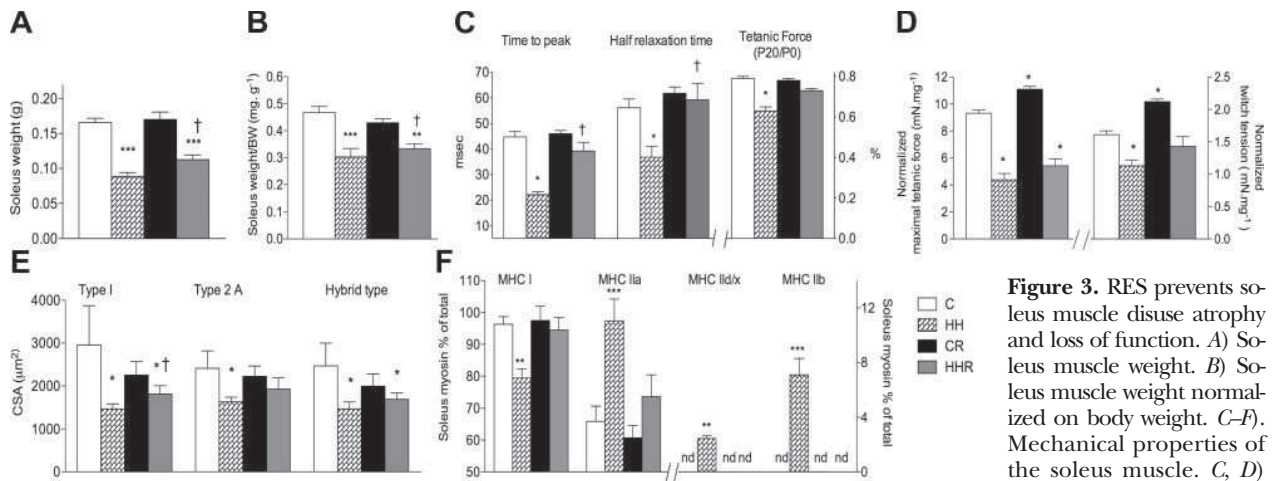 A
Soleus weight (g)
0.20
0.15
0.10
0.05
0.00
***
***
†
B
Soleus weight/BW (mg. g⁻¹)
0.6
0.5
0.4
0.3
0.2
0.1
0.0
***
**
†
C
Time to peak
Half relaxation time
Tetanic Force
(P20/P0)
msec
70
60
50
40
30
20
10
*
†
*
†
*
0.8
0.6
0.4
0.2
0.0
%
D
Normalized
maximal tetanic force (mN.mg⁻¹)
12
10
8
6
4
2
0
*
*
*
*
*
2.5
2.0
1.5
1.0
0.5
0.0
Normalized
twitch tension (mN.mg⁻¹)
E
Type I
Type 2 A
Hybrid type
CSA (µm²)
4000
3000
2000
1000
0
*
* †
*
*
*
F
MHC I
MHC IIa
MHC IId/x
MHC IIb
Soleus myosin % of total
100
90
80
70
60
50
**
***
**
***
nd
nd nd
nd
nd nd
12
8
4
0
Soleus myosin % of total
C
HH
CR
HHR
Figure 3. RES prevents so-
leus muscle disuse atrophy
and loss of function. A) So-
leus muscle weight. B) So-
leus muscle weight normal-
ized on body weight. C–F).
Mechanical properties of
the soleus muscle. C, D)